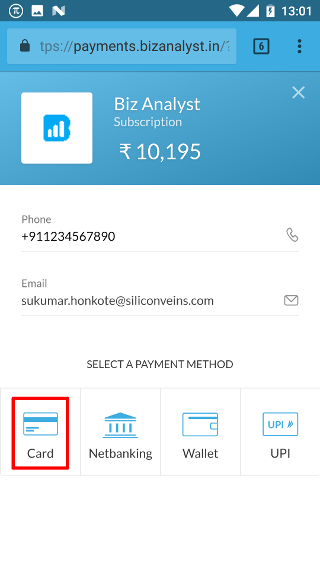 13:01
tps://payments.bizanalyst.in/?
6
Biz Analyst
Subscription
₹ 10,195
Phone
+911234567890
Email
sukumar.honkote@siliconveins.com
SELECT A PAYMENT METHOD
Card
Netbanking
Wallet
UPI
UPI